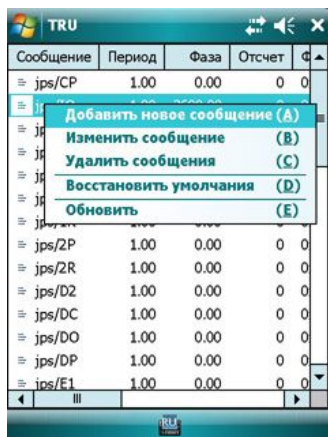 TRU
Сообщение Период Фаза Отсчет
jps/CP 1.00 0.00 0 0
Добавить новое сообщение (A)
Изменить сообщение (B)
Удалить сообщения (C)
Восстановить умолчания (D)
Обновить (E)
jps/2P 1.00 0.00 0 0
jps/2R 1.00 0.00 0 0
jps/D2 1.00 0.00 0 0
jps/DC 1.00 0.00 0 0
jps/DO 1.00 0.00 0 0
jps/DP 1.00 0.00 0 0
jps/E1 1.00 0.00 0 0
RU